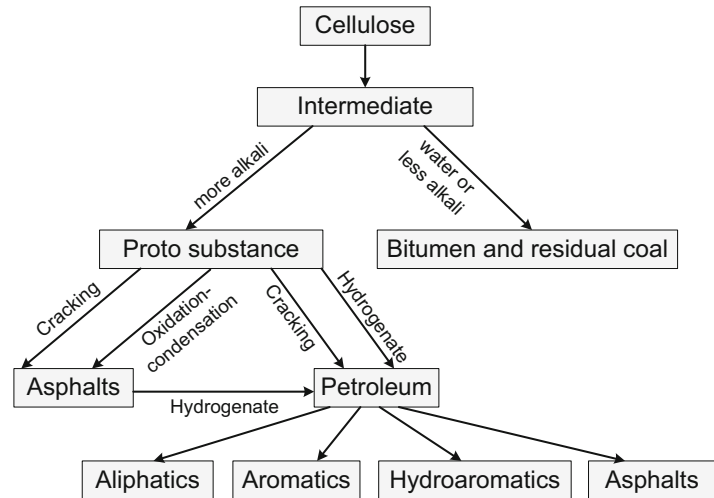 Cellulose
Intermediate
more alkali
water or
less alkali
Proto substance
Bitumen and residual coal
Cracking
Oxidation-
condensation
Cracking
Hydrogenate
Asphalts
Hydrogenate
Petroleum
Aliphatics
Aromatics
Hydroaromatics
Asphalts